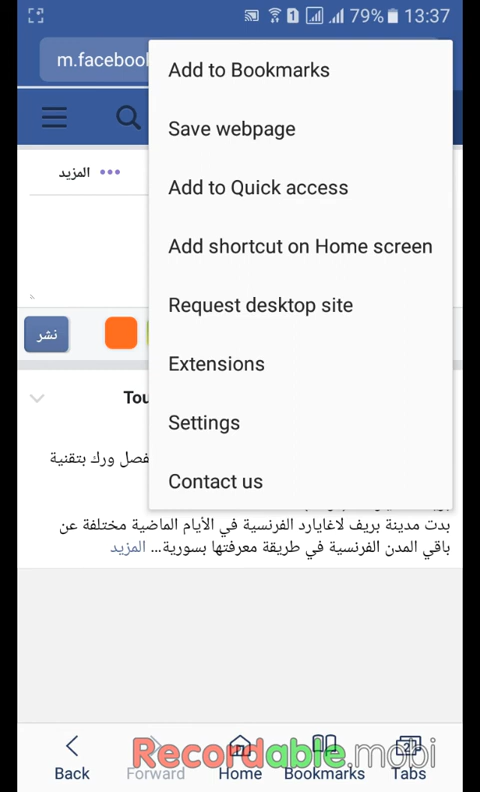 79% 13:37
m.facebook
Add to Bookmarks
Save webpage
Add to Quick access
Add shortcut on Home screen
Request desktop site
Extensions
Settings
Contact us
المزيد
نشر
Tou
فصل ورك بتقنية
بدت مدينة بريف لاغايارد الفرنسية في الأيام الماضية مختلفة عن
باقي المدن الفرنسية في طريقة معرفتها بسورية... المزيد
Recordable.mobi
Back Forward Home Bookmarks Tabs